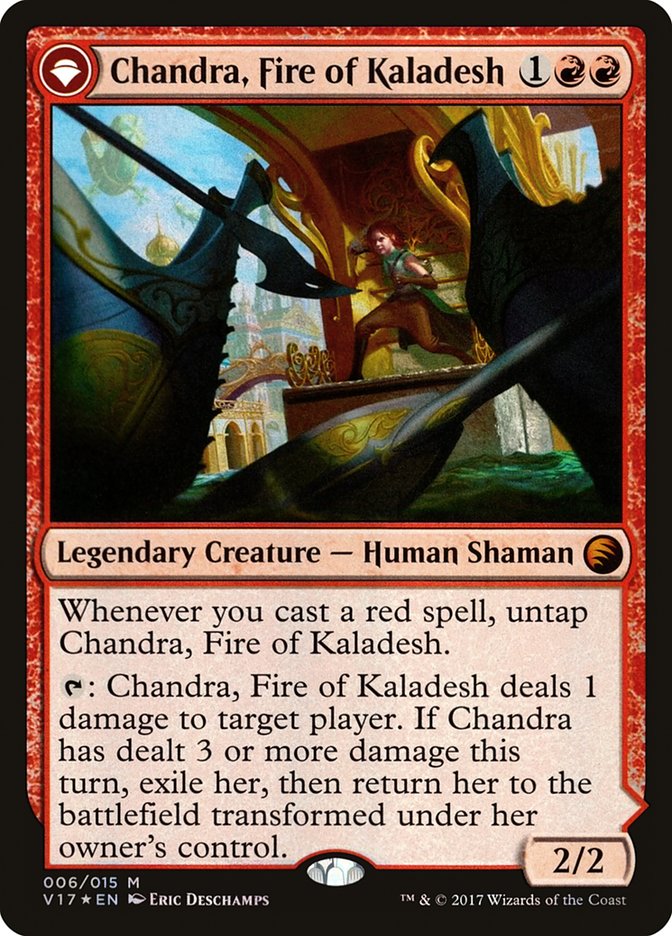 Chandra, Fire of Kaladesh 1
Legendary Creature — Human Shaman
Whenever you cast a red spell, untap
Chandra, Fire of Kaladesh.
: Chandra, Fire of Kaladesh deals 1
damage to target player. If Chandra
has dealt 3 or more damage this
turn, exile her, then return her to the
battlefield transformed under her
owner's control.
2/2
006/015 M
V17★EN Eric Deschamps
™ & © 2017 Wizards of the Coast